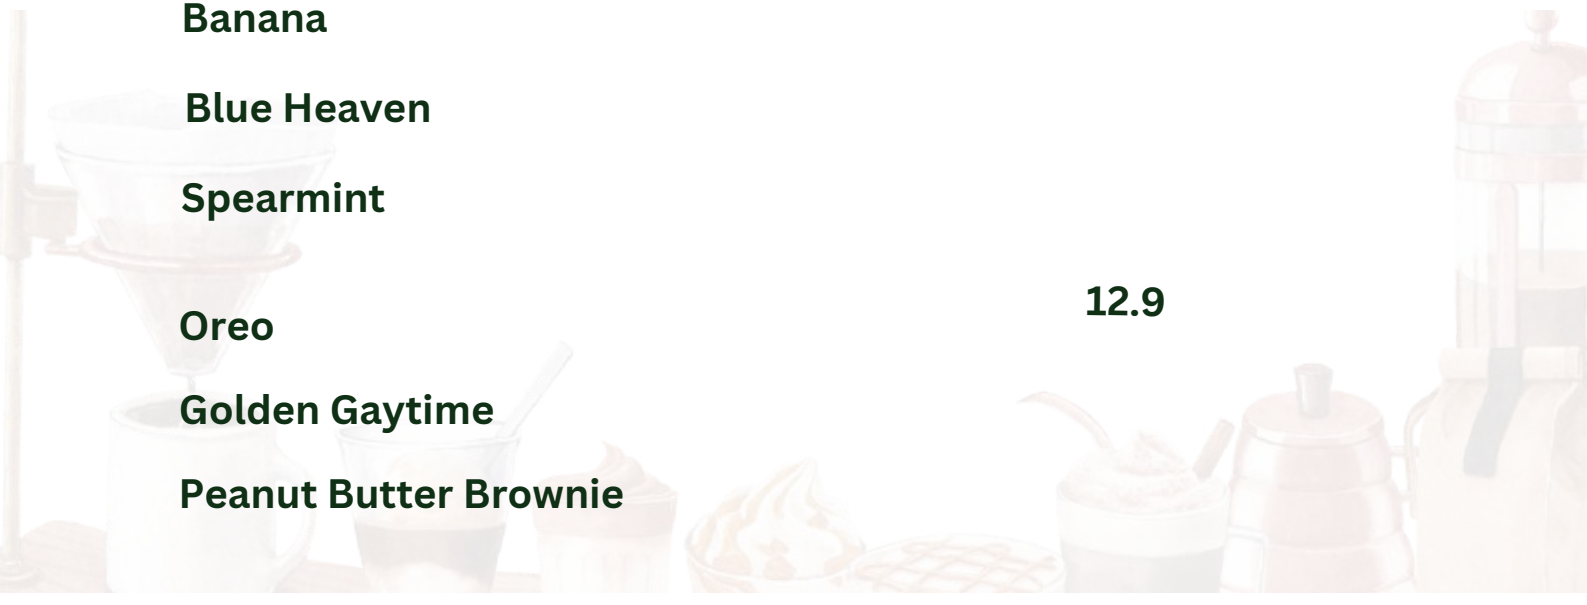 Banana
Blue Heaven
Spearmint
12.9
Oreo
Golden Gaytime
Peanut Butter Brownie